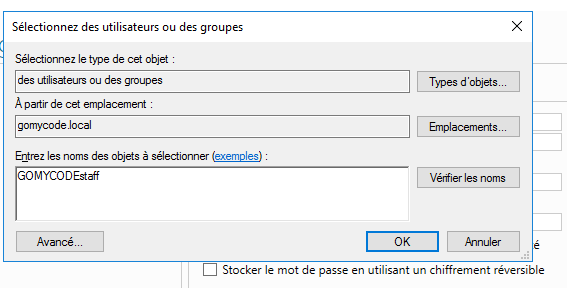 Sélectionnez des utilisateurs ou des groupes
Sélectionnez le type de cet objet :
des utilisateurs ou des groupes
Types d'objets...
À partir de cet emplacement :
gomycode.local
Emplacements...
Entrez les noms des objets à sélectionner (exemples) :
GOMYCODEstaff
Vérifier les noms
Avancé...
OK
Annuler
Stocker le mot de passe en utilisant un chiffrement réversible